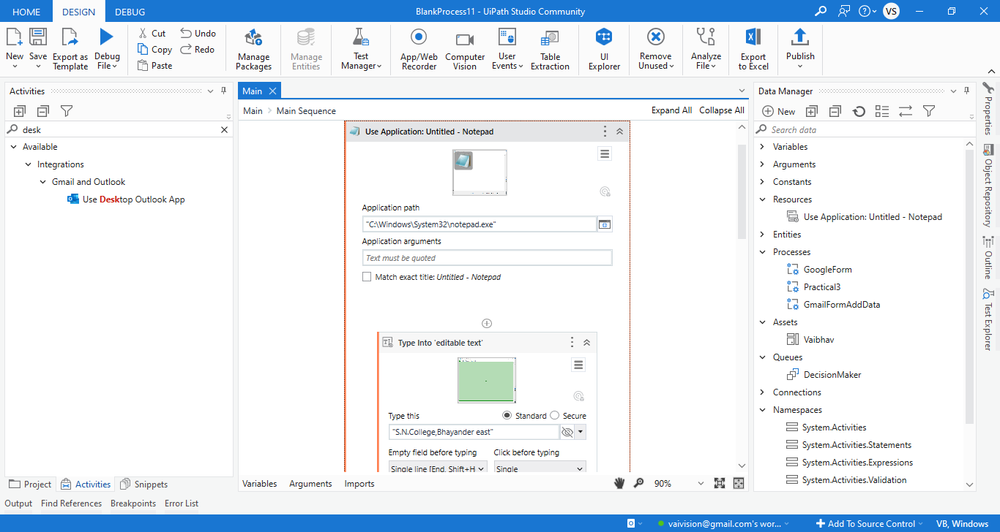 HOME DESIGN DEBUG BlankProcess11 - UiPath Studio Community VS
New Save Export as Template Debug File Cut Copy Paste Undo Redo Manage Packages Manage Entities Test Manager App/Web Recorder Computer Vision User Events Table Extraction UI Explorer Remove Unused Analyze File Export to Excel Publish
Activities
desk
Available
Integrations
Gmail and Outlook
Use Desktop Outlook App
Project Activities Snippets
Main
Main Main Sequence Expand All Collapse All
Use Application: Untitled - Notepad
Application path
"C:\Windows\System32\notepad.exe"
Application arguments
Text must be quoted
Match exact title: Untitled - Notepad
Type Into 'editable text'
Type this Standard Secure
"S.N.College,Bhayander east"
Empty field before typing Click before typing
Single line [End, Shift+H Single
Variables Arguments Imports 90%
Data Manager
New
Search data
Variables
Arguments
Constants
Resources
Use Application: Untitled - Notepad
Entities
Processes
GoogleForm
Practical3
GmailFormAddData
Assets
Vaibhav
Queues
DecisionMaker
Connections
Namespaces
System.Activities
System.Activities.Statements
System.Activities.Expressions
System.Activities.Validation
Properties
Object Repository
Outline
Test Explorer
Output Find References Breakpoints Error List
vaivision@gmail.com's wor... Add To Source Control VB, Windows